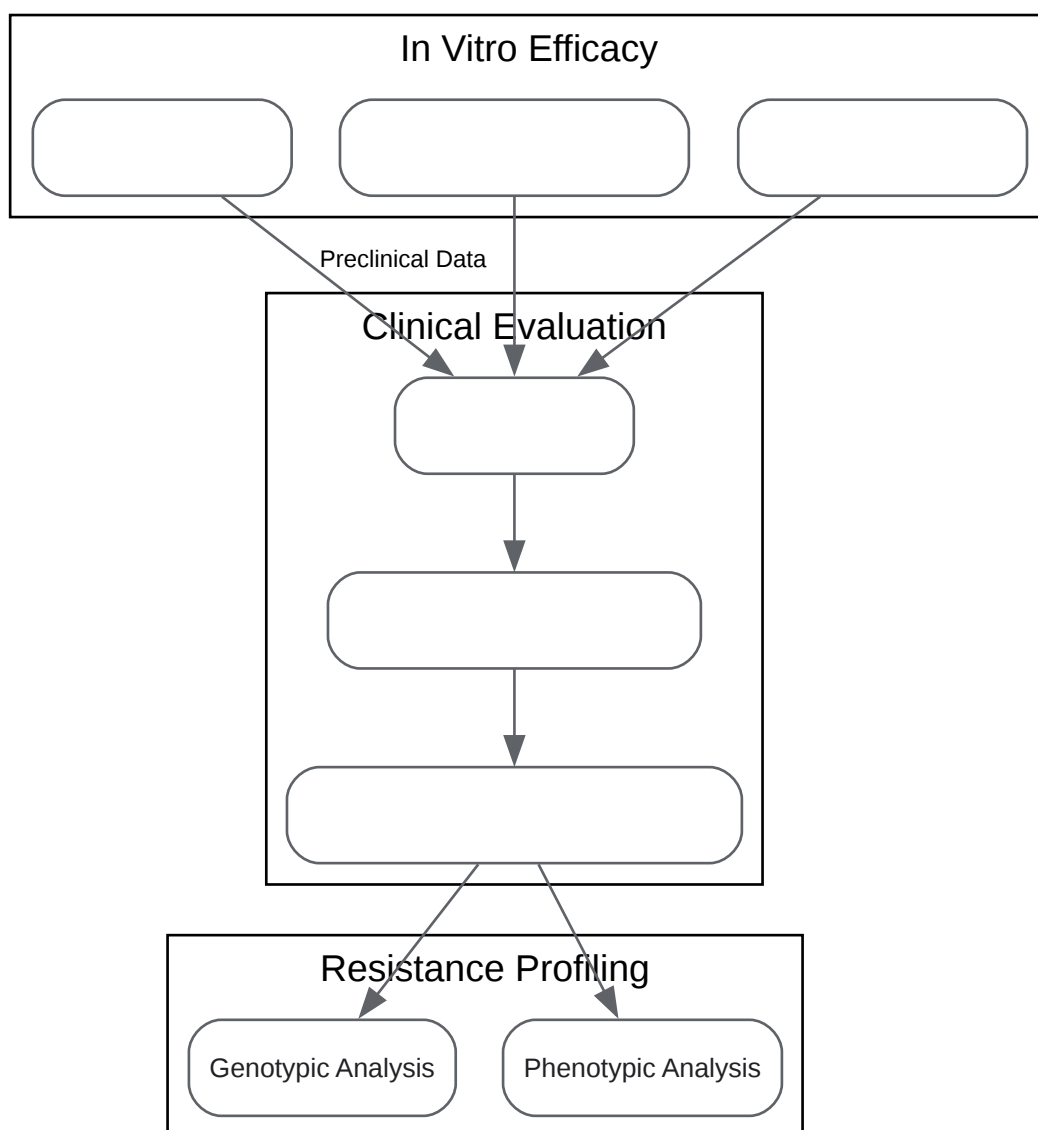 In Vitro Efficacy
Preclinical Data
Clinical Evaluation
Resistance Profiling
Genotypic Analysis
Phenotypic Analysis